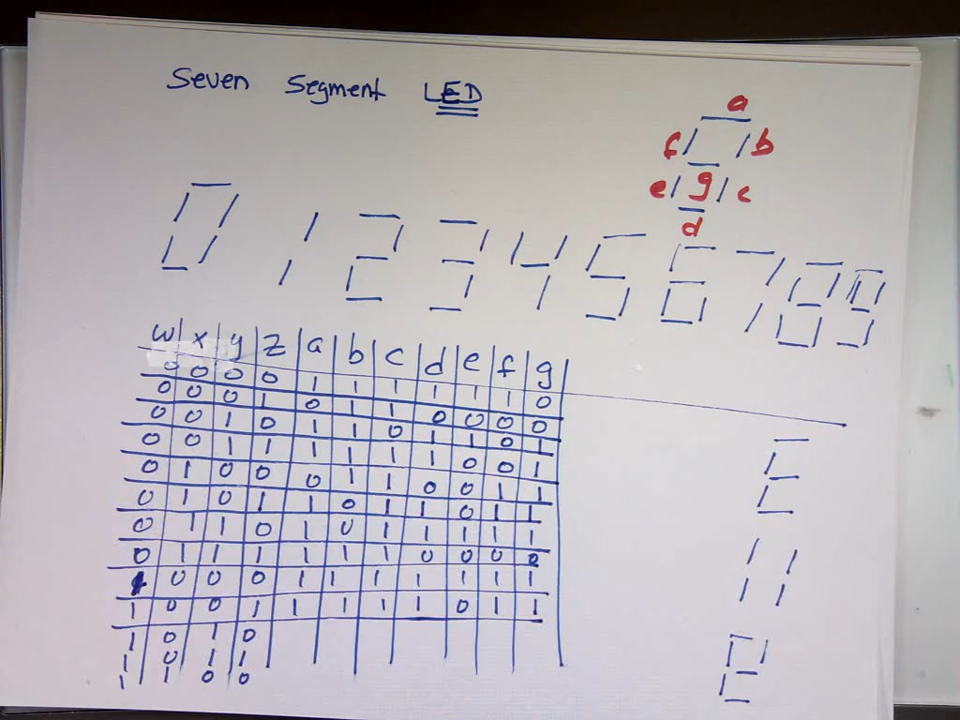 Seven Segment LED
a
f b
g
e c
d
0 1 2 3 4 5 6 7 8 9
w x y z a b c d e f g
0 0 0 0 1 1 1 1 1 1 0
0 0 0 1 0 1 1 0 0 0 0
0 0 1 0 1 1 0 1 1 0 1
0 0 1 1 1 1 1 1 0 0 1
0 1 0 0 0 1 1 0 0 1 1
0 1 0 1 1 0 1 1 0 1 1
0 1 1 0 1 0 1 1 1 1 1
0 1 1 1 1 1 1 0 0 0 0
1 0 0 0 1 1 1 1 1 1 1
1 0 0 1 1 1 1 1 0 1 1
1 0 1 0
1 0 1 1
1 1 0 0
E
11